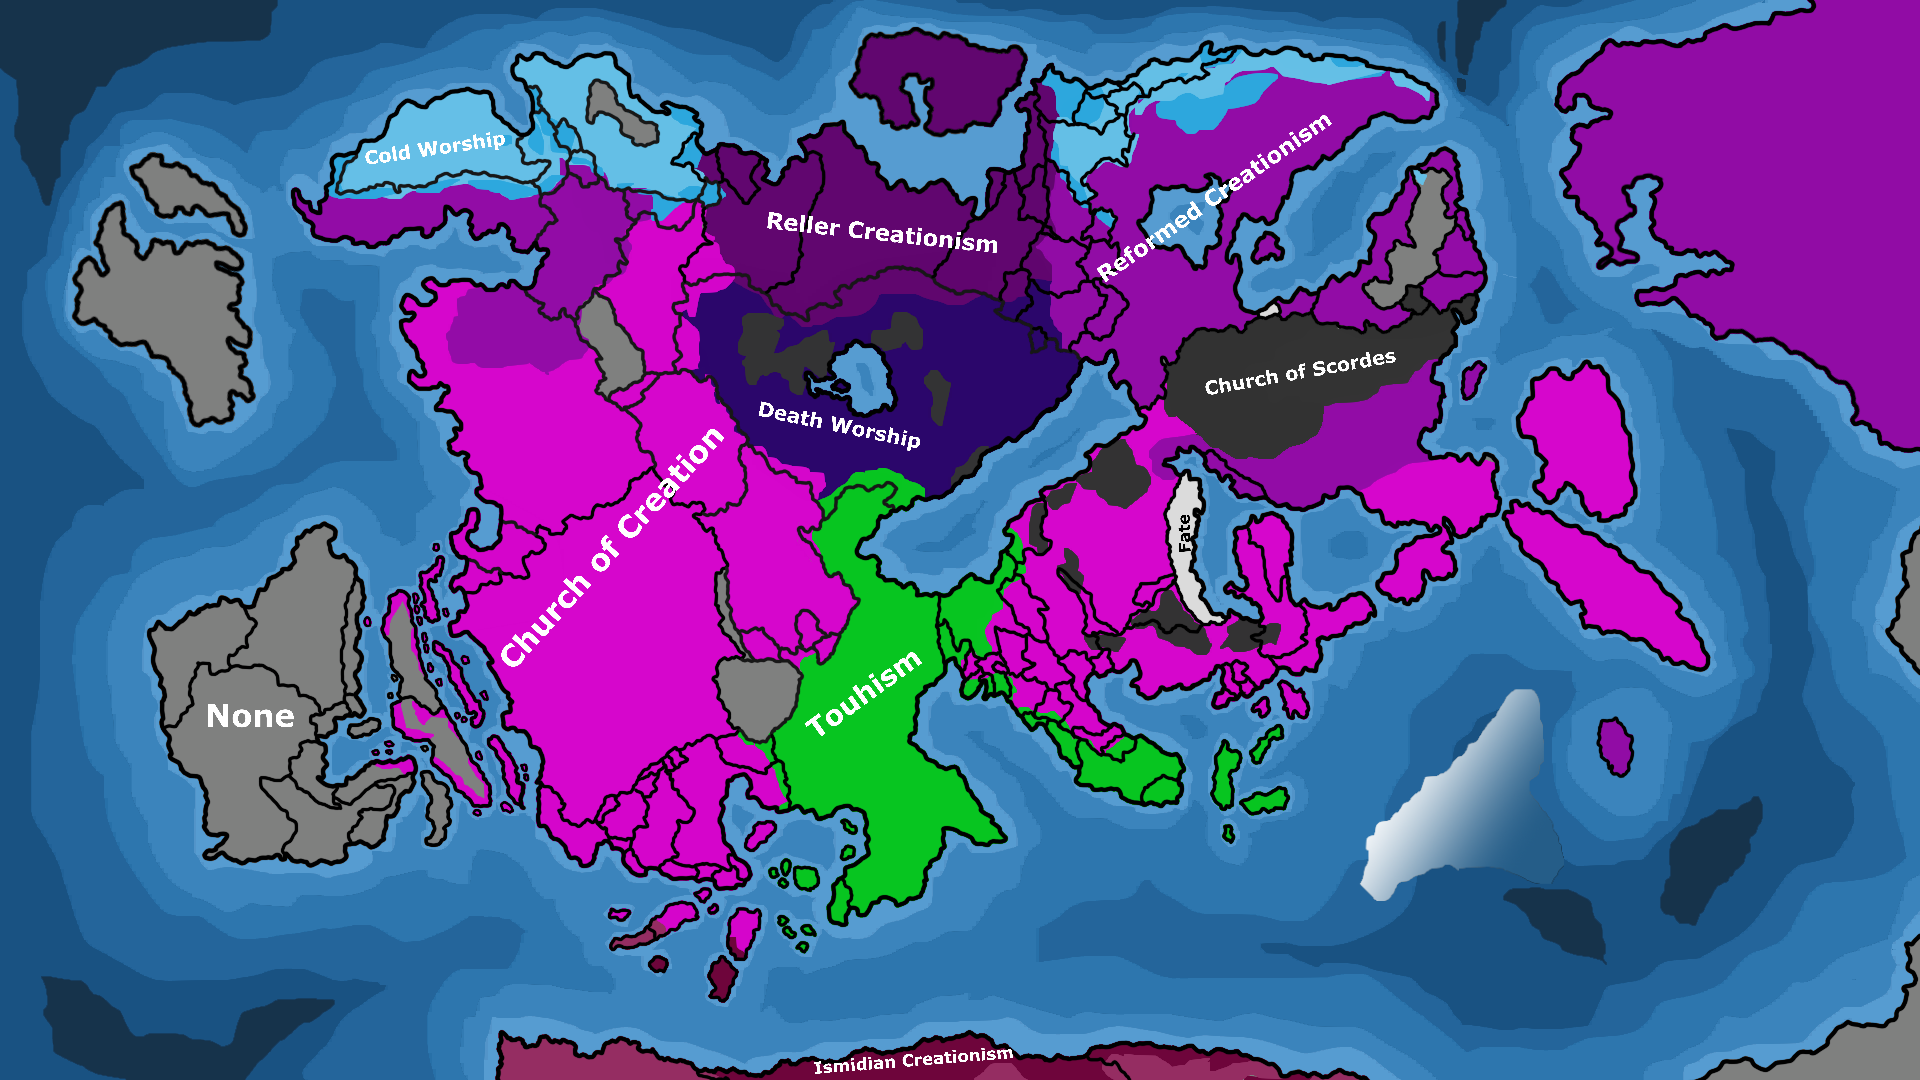 Cold Worship
Reformed Creationism
Reller Creationism
Church of Scordes
Death Worship
Church of Creation
Fate
Touhism
None
Ismidian Creationism